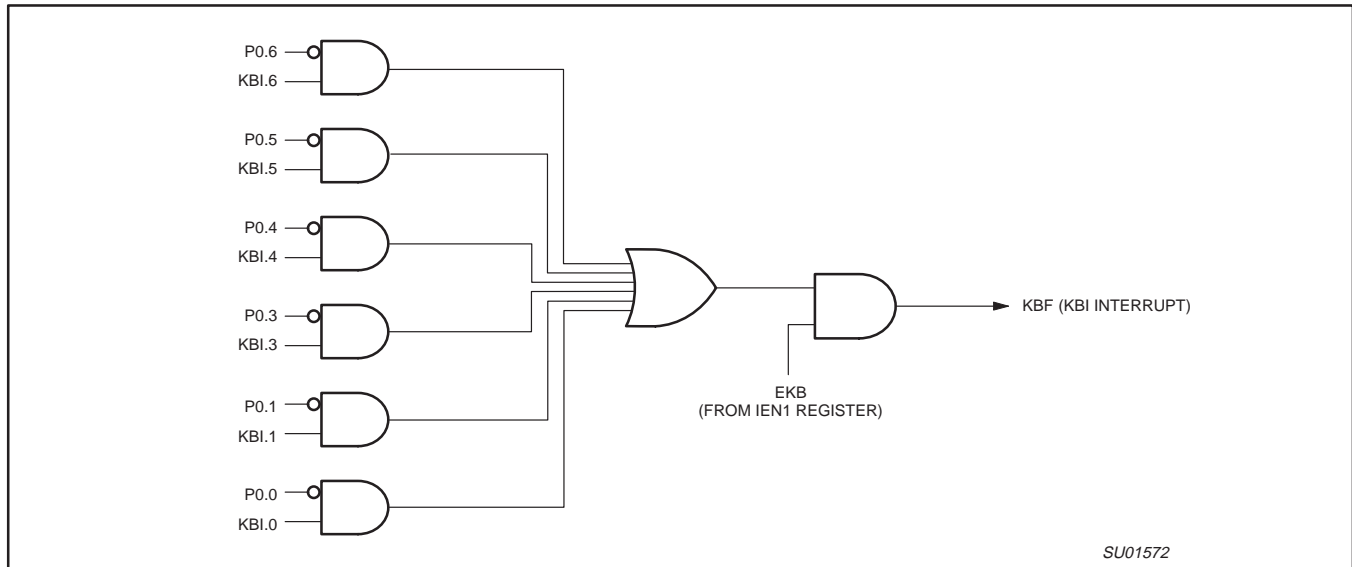 P0.6
KBI.6
P0.5
KBI.5
P0.4
KBI.4
P0.3
KBI.3
P0.1
KBI.1
P0.0
KBI.0
EKB
(FROM IEN1 REGISTER)
KBF (KBI INTERRUPT)
SU01572